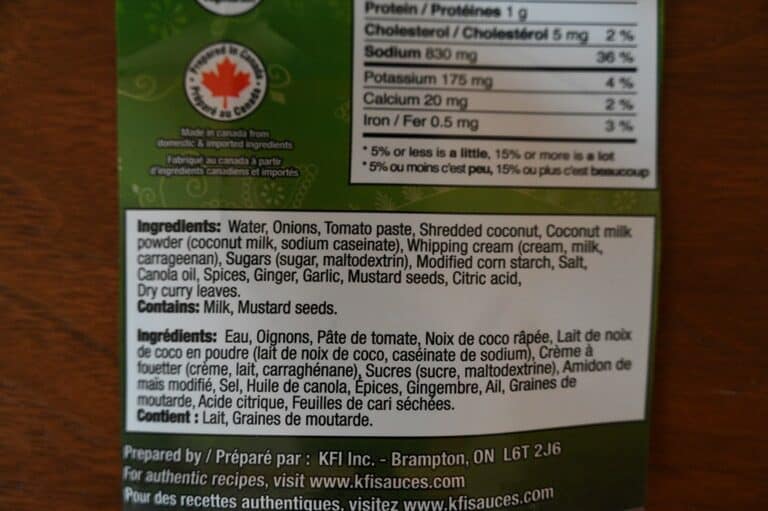 Protein / Protéines 1 g
Cholesterol / Cholestérol 5 mg 2 %
Sodium 830 mg 36 %
Potassium 175 mg 4 %
Calcium 20 mg 2 %
Iron / Fer 0.5 mg 3 %
* 5% or less is a little, 15% or more is a lot
* 5% ou moins c'est peu, 15% ou plus c'est beaucoup
Prepared in Canada
Préparé au Canada
Made in canada from
domestic & imported ingredients
Fabriqué au canada à partir
d'ingrédients canadiens et importés
Ingredients: Water, Onions, Tomato paste, Shredded coconut, Coconut milk
powder (coconut milk, sodium caseinate), Whipping cream (cream, milk,
carrageenan), Sugars (sugar, maltodextrin), Modified corn starch, Salt,
Canola oil, Spices, Ginger, Garlic, Mustard seeds, Citric acid,
Dry curry leaves.
Contains: Milk, Mustard seeds.
Ingrédients: Eau, Oignons, Pâte de tomate, Noix de coco râpée, Lait de noix
de coco en poudre (lait de noix de coco, caséinate de sodium), Crème à
fouetter (crème, lait, carraghénane), Sucres (sucre, maltodextrine), Amidon de
maïs modifié, Sel, Huile de canola, Épices, Gingembre, Ail, Graines de
moutarde, Acide citrique, Feuilles de cari séchées.
Contient : Lait, Graines de moutarde.
Prepared by / Préparé par : KFI Inc. - Brampton, ON L6T 2J6
For authentic recipes, visit www.kfisauces.com
Pour des recettes authentiques, visitez www.kfisauces.com